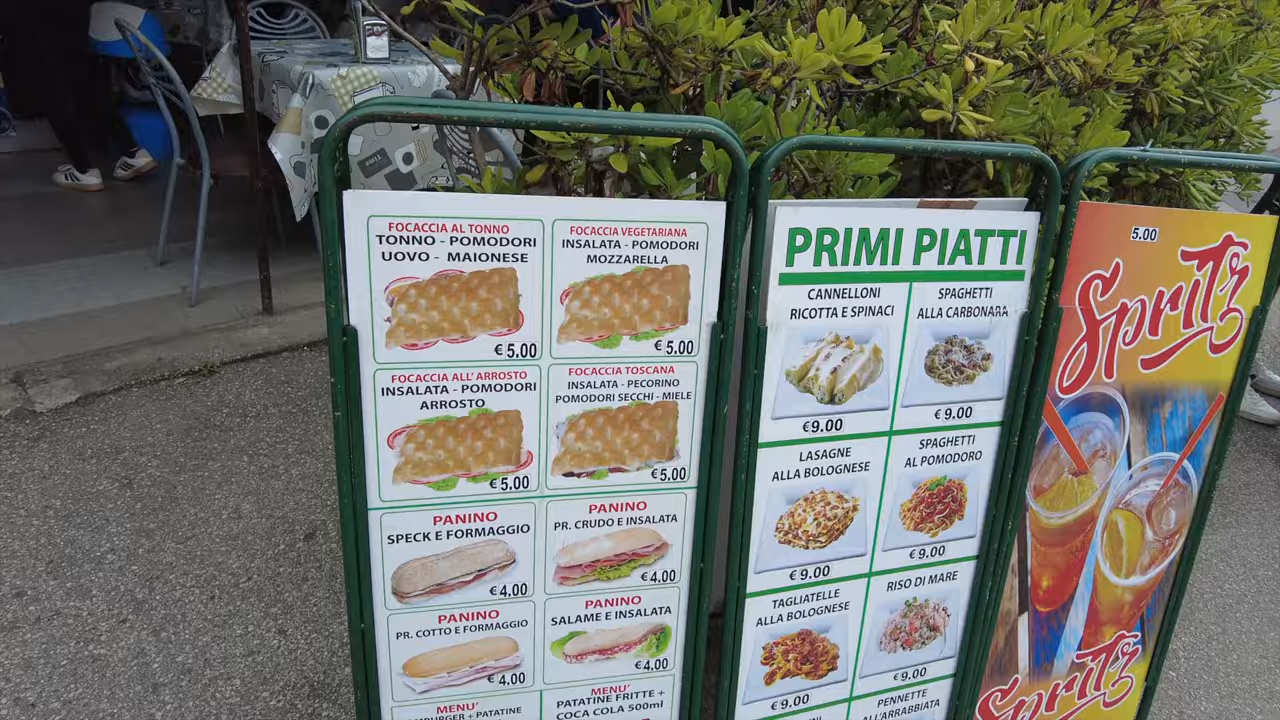 FOCACCIA AL TONNO
TONNO - POMODORI
UOVO - MAIONESE
€ 5.00
FOCACCIA VEGETARIANA
INSALATA - POMODORI
MOZZARELLA
€ 5.00
FOCACCIA ALL' ARROSTO
INSALATA - POMODORI
ARROSTO
€ 5.00
FOCACCIA TOSCANA
INSALATA - PECORINO
POMODORI SECCHI - MIELE
€ 5.00
PANINO
SPECK E FORMAGGIO
€ 4.00
PANINO
PR. CRUDO E INSALATA
€ 4.00
PANINO
PR. COTTO E FORMAGGIO
€ 4.00
PANINO
SALAME E INSALATA
€ 4.00
MENU'
+ PATATINE
MENU'
PATATINE FRITTE +
COCA COLA 500ml
PRIMI PIATTI
CANNELLONI
RICOTTA E SPINACI
€9.00
SPAGHETTI
ALLA CARBONARA
€9.00
LASAGNE
ALLA BOLOGNESE
€9.00
SPAGHETTI
AL POMODORO
€9.00
TAGLIATELLE
ALLA BOLOGNESE
€9.00
RISO DI MARE
€9.00
PENNETTE
ALL'ARRABBIATA
5.00
Spritz
Spritz